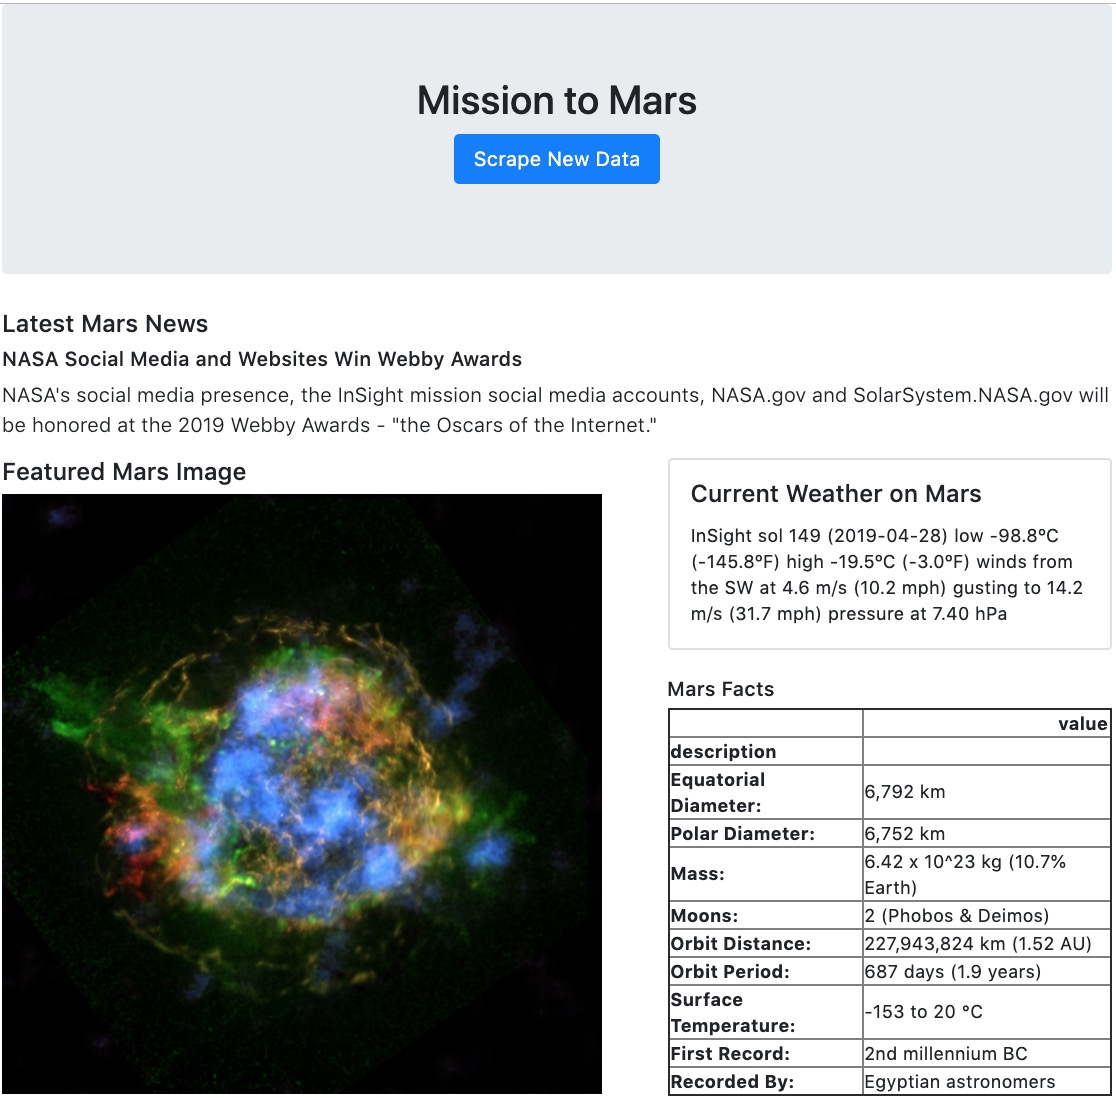 Mission to Mars
Scrape New Data
Latest Mars News
NASA Social Media and Websites Win Webby Awards
NASA's social media presence, the InSight mission social media accounts, NASA.gov and SolarSystem.NASA.gov will
be honored at the 2019 Webby Awards - "the Oscars of the Internet."
Featured Mars Image
Current Weather on Mars
InSight sol 149 (2019-04-28) low -98.8ºC
(-145.8ºF) high -19.5ºC (-3.0ºF) winds from
the SW at 4.6 m/s (10.2 mph) gusting to 14.2
m/s (31.7 mph) pressure at 7.40 hPa
Mars Facts
value
description
Equatorial
Diameter:
6,792 km
Polar Diameter:
6,752 km
Mass:
6.42 x 10^23 kg (10.7%
Earth)
Moons:
2 (Phobos & Deimos)
Orbit Distance:
227,943,824 km (1.52 AU)
Orbit Period:
687 days (1.9 years)
Surface
Temperature:
-153 to 20 °C
First Record:
2nd millennium BC
Recorded By:
Egyptian astronomers